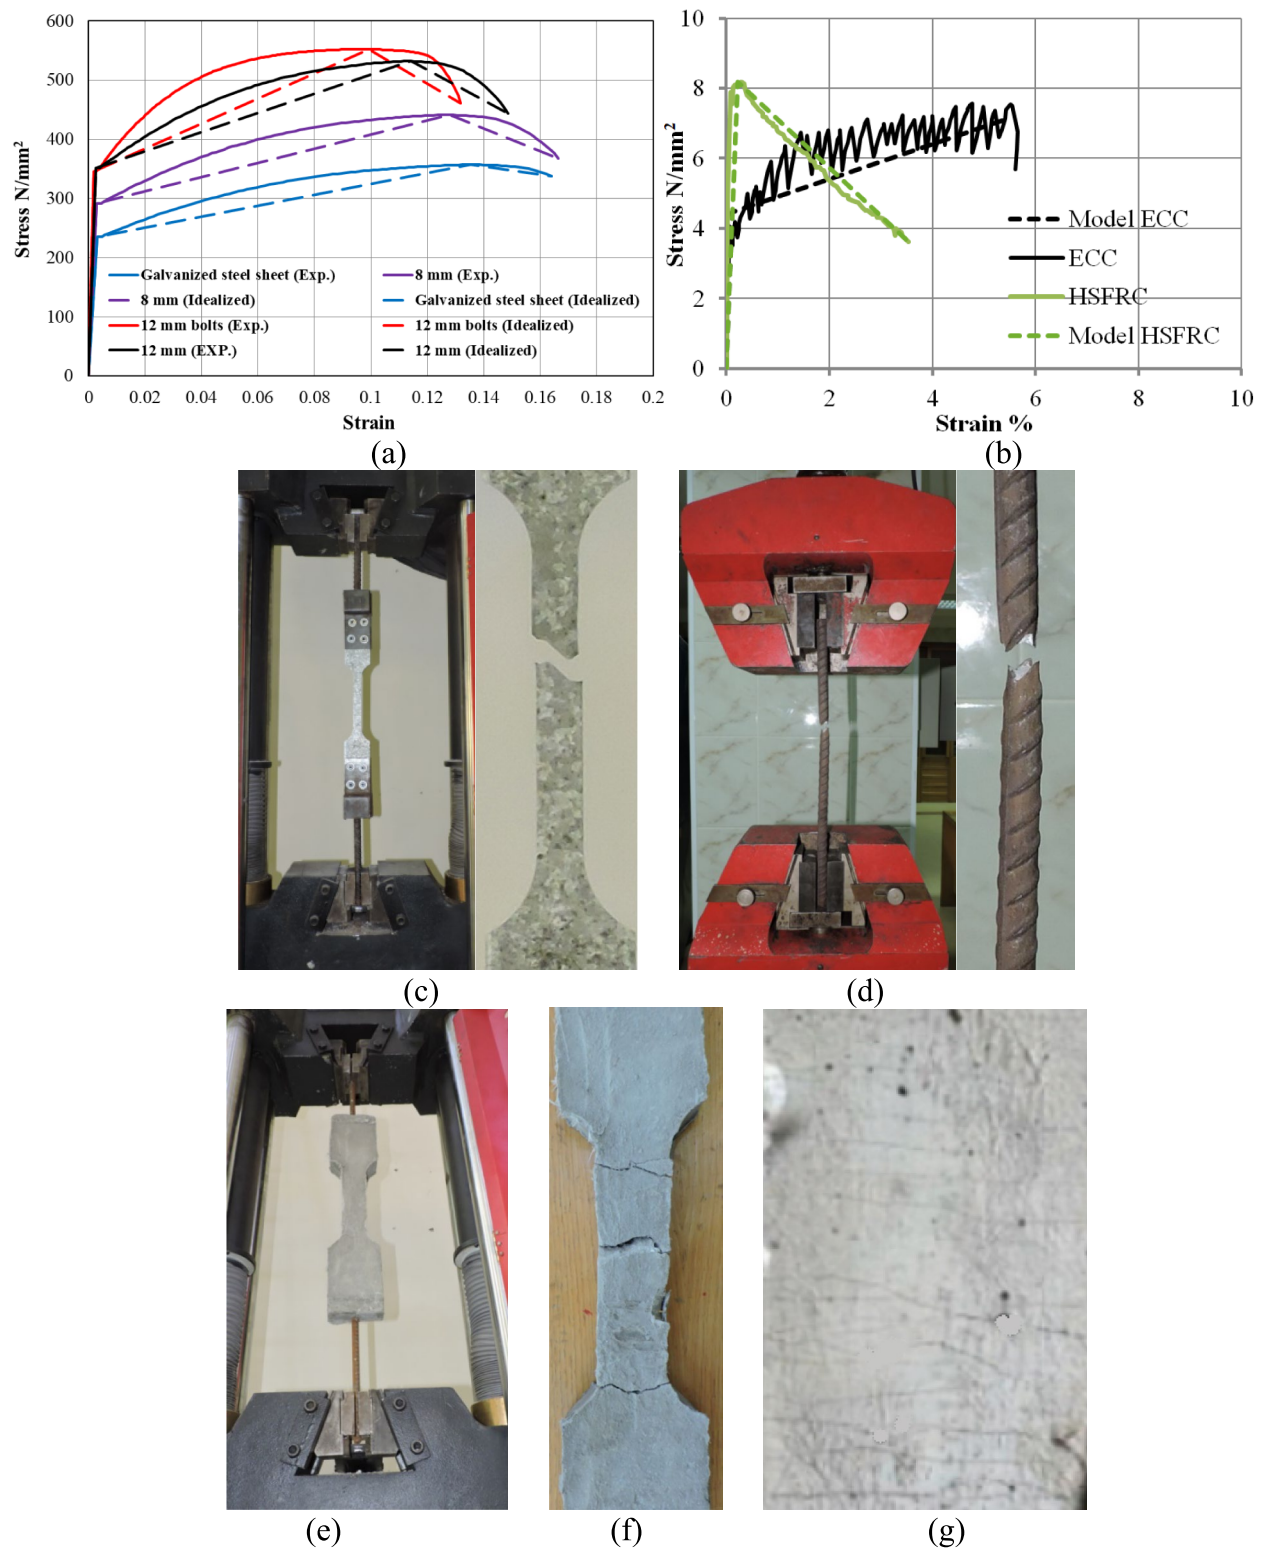 600
500
400
300
200
100
0
Stress N/mm²
Galvanized steel sheet (Exp.)
8 mm (Exp.)
8 mm (Idealized)
Galvanized steel sheet (Idealized)
12 mm bolts (Exp.)
12 mm bolts (Idealized)
12 mm (EXP.)
12 mm (Idealized)
0 0.02 0.04 0.06 0.08 0.1 0.12 0.14 0.16 0.18 0.2
Strain
(a)
10
8
6
4
2
0
Stress N/mm²
Model ECC
ECC
HSFRC
Model HSFRC
0 2 4 6 8 10
Strain %
(b)
(c)
(d)
(e)
(f)
(g)